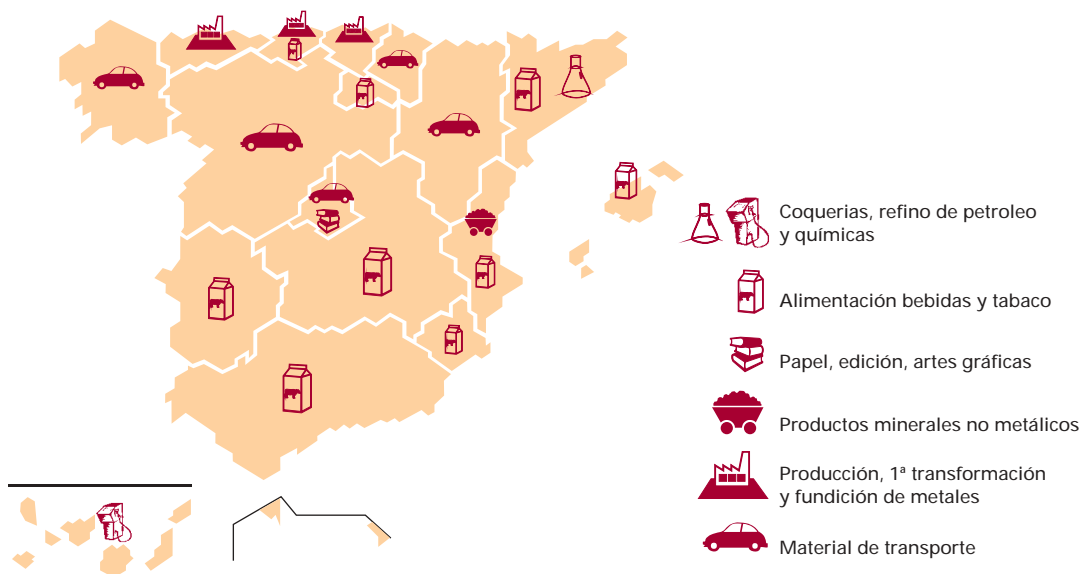 Coquerias, refino de petroleo
y químicas
Alimentación bebidas y tabaco
Papel, edición, artes gráficas
Productos minerales no metálicos
Producción, 1ª transformación
y fundición de metales
Material de transporte